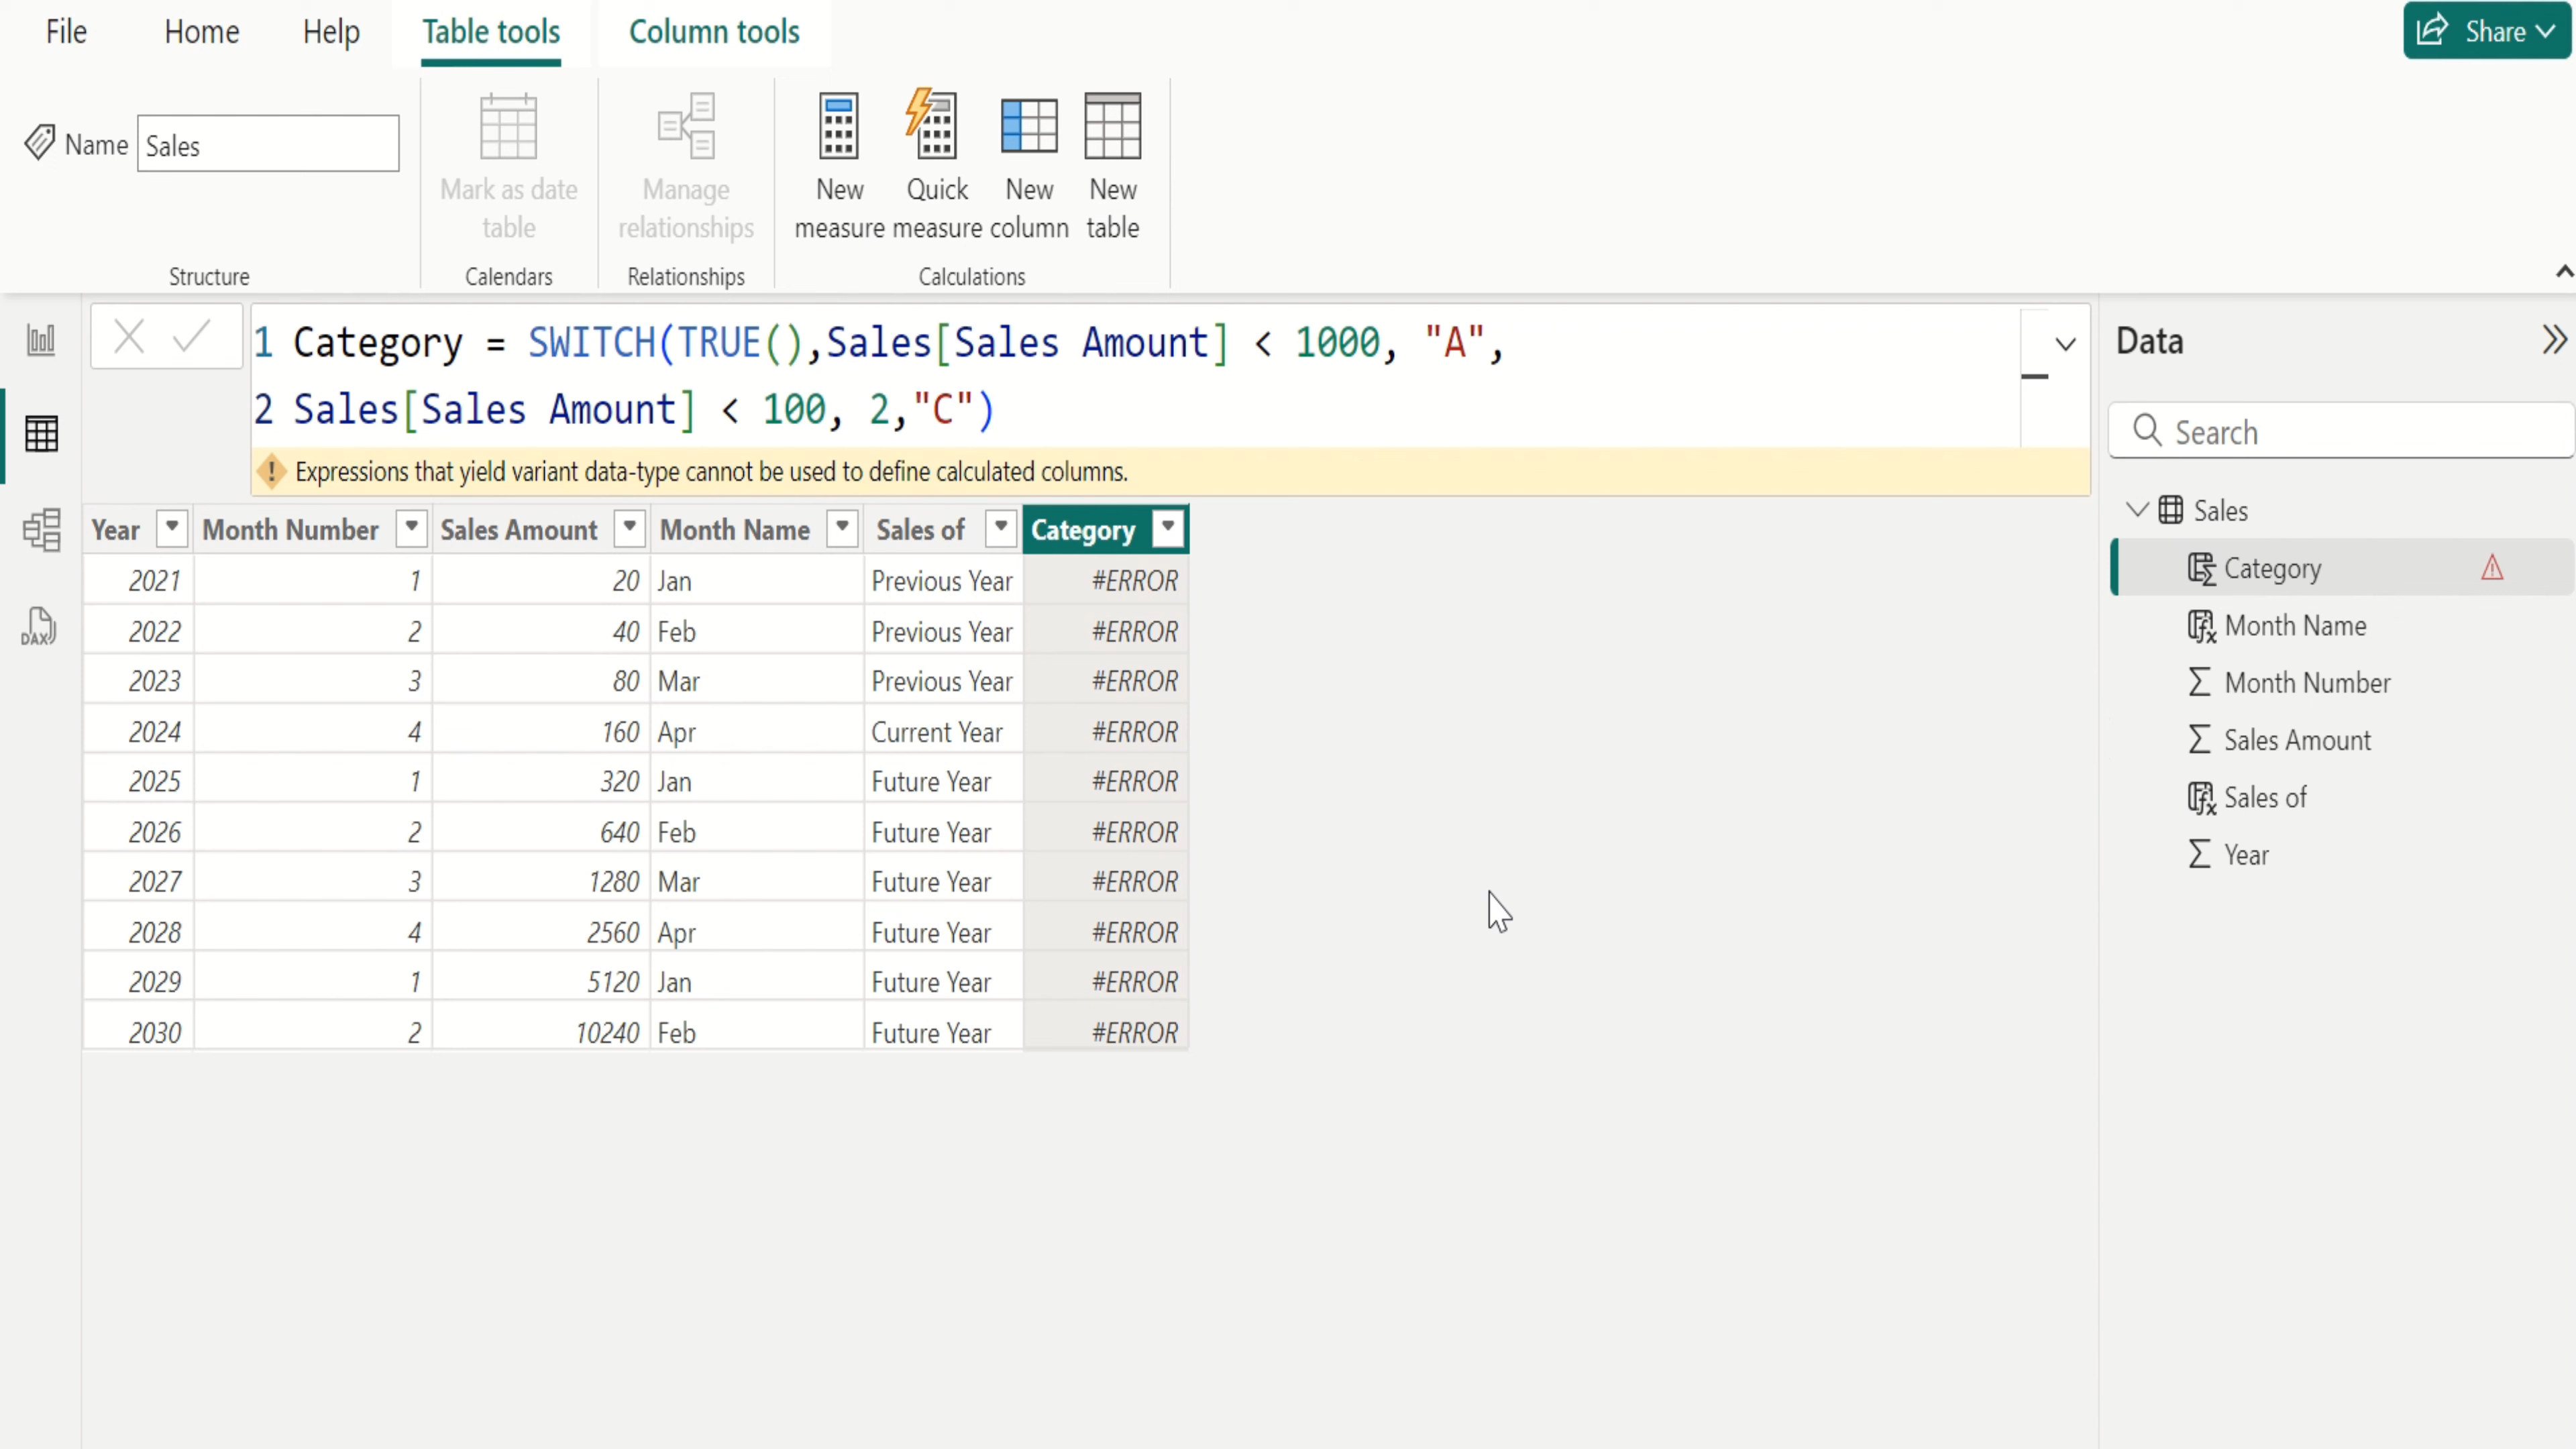 File Home Help Table tools Column tools Share
Name Sales
Mark as date table
Manage relationships
New measure
Quick measure
New column
New table
Structure Calendars Relationships Calculations
1 Category = SWITCH(TRUE(),Sales[Sales Amount] < 1000, "A",
2 Sales[Sales Amount] < 100, 2,"C")
! Expressions that yield variant data-type cannot be used to define calculated columns.
DAX
Year Month Number Sales Amount Month Name Sales of Category
2021 1 20 Jan Previous Year #ERROR
2022 2 40 Feb Previous Year #ERROR
2023 3 80 Mar Previous Year #ERROR
2024 4 160 Apr Current Year #ERROR
2025 1 320 Jan Future Year #ERROR
2026 2 640 Feb Future Year #ERROR
2027 3 1280 Mar Future Year #ERROR
2028 4 2560 Apr Future Year #ERROR
2029 1 5120 Jan Future Year #ERROR
2030 2 10240 Feb Future Year #ERROR
Data
Search
Sales
Category
Month Name
Month Number
Sales Amount
Sales of
Year